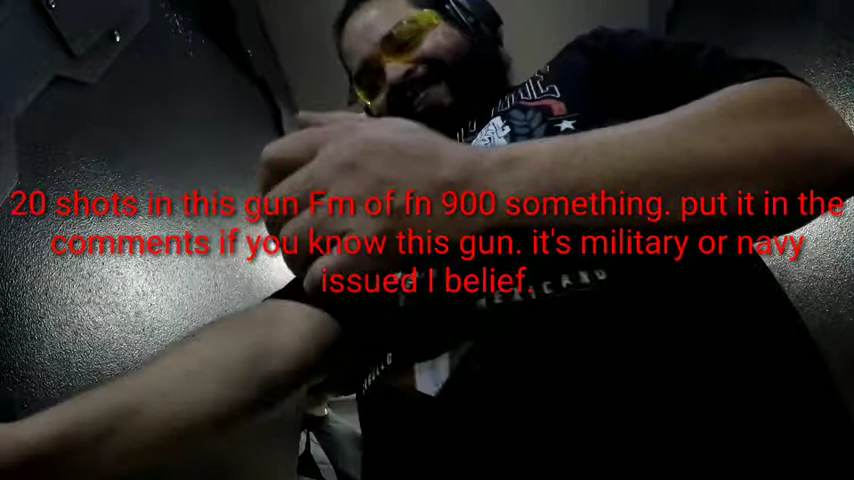 20 shots in this gun Fm of fn 900 something. put it in the
comments if you know this gun. it's military or navy
issued I belief.